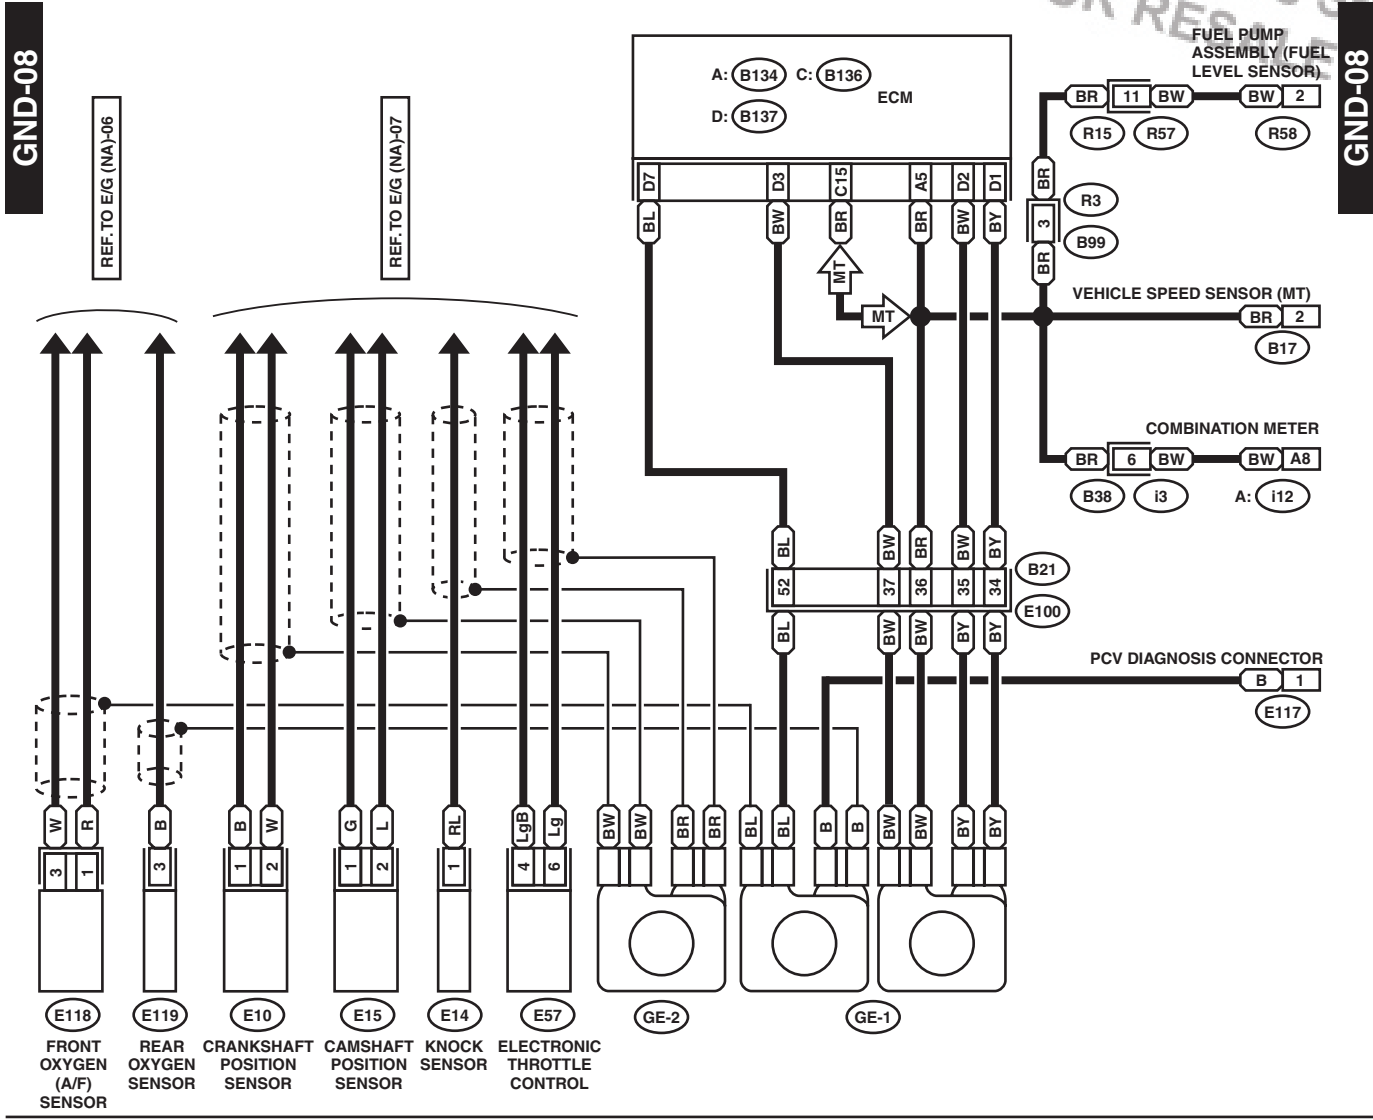 OR RESALE
GND-08
GND-08
REF. TO E/G (NA)-06
REF. TO E/G (NA)-07
A: B134 C: B136
ECM
D: B137
FUEL PUMP
ASSEMBLY (FUEL
LEVEL SENSOR)
BR 11 BW BW 2
R15 R57 R58
D7 D3 C15 A5 D2 D1
BL BW BR BR BW BY
BR
3
BR
R3
B99
MT
MT
VEHICLE SPEED SENSOR (MT)
BR 2
B17
COMBINATION METER
BR 6 BW BW A8
B38 i3 A: i12
BL BW BR BW BY
52 37 36 35 34
BL BW BW BY BY
B21
E100
PCV DIAGNOSIS CONNECTOR
B 1
E117
W R B B W G L RL LgB Lg BW BW BR BR BL BL B B BW BW BY BY
3 1 3 1 2 1 2 1 4 6
E118 E119 E10 E15 E14 E57 GE-2 GE-1
FRONT
OXYGEN
(A/F)
SENSOR
REAR
OXYGEN
SENSOR
CRANKSHAFT
POSITION
SENSOR
CAMSHAFT
POSITION
SENSOR
KNOCK
SENSOR
ELECTRONIC
THROTTLE
CONTROL